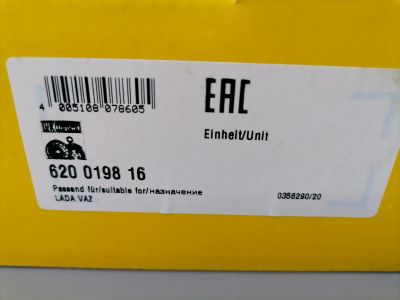 4 005108 078605
EAC
Einheit/Unit
620 0198 16
Passend für/suitable for/назначение
LADA VAZ
0358290/20